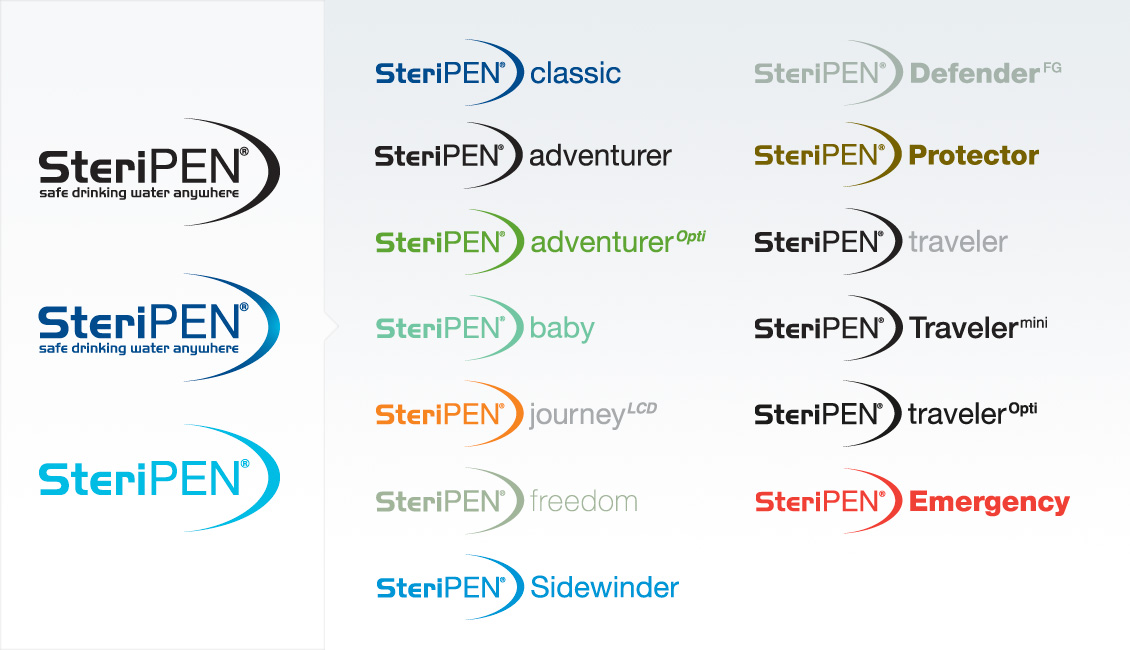 SteriPEN®
safe drinking water anywhere
SteriPEN®
safe drinking water anywhere
SteriPEN®
SteriPEN® classic
SteriPEN® adventurer
SteriPEN® adventurer Opti
SteriPEN® baby
SteriPEN® journey LCD
SteriPEN® freedom
SteriPEN® Sidewinder
SteriPEN® Defender FG
SteriPEN® Protector
SteriPEN® traveler
SteriPEN® Traveler mini
SteriPEN® traveler Opti
SteriPEN® Emergency